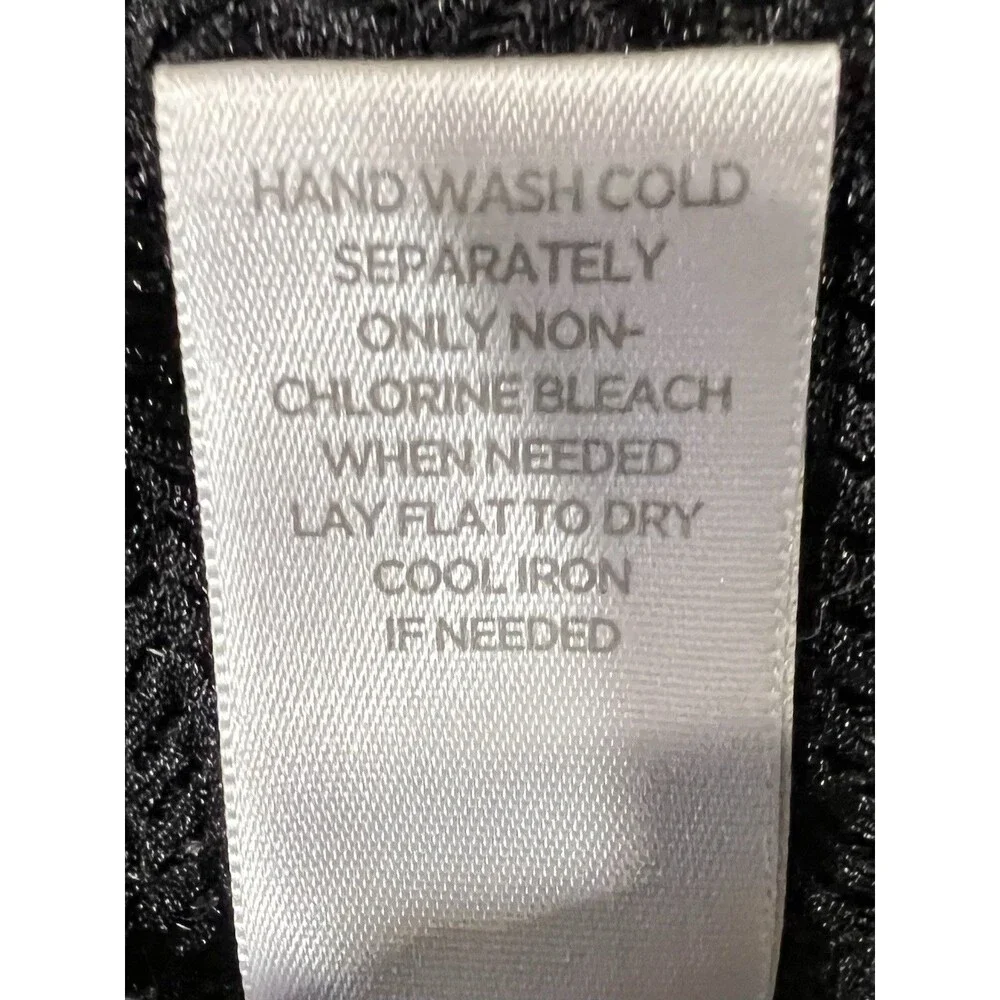 HAND WASH COLD
SEPARATELY
ONLY NON-
CHLORINE BLEACH
WHEN NEEDED
LAY FLAT TO DRY
COOL IRON
IF NEEDED